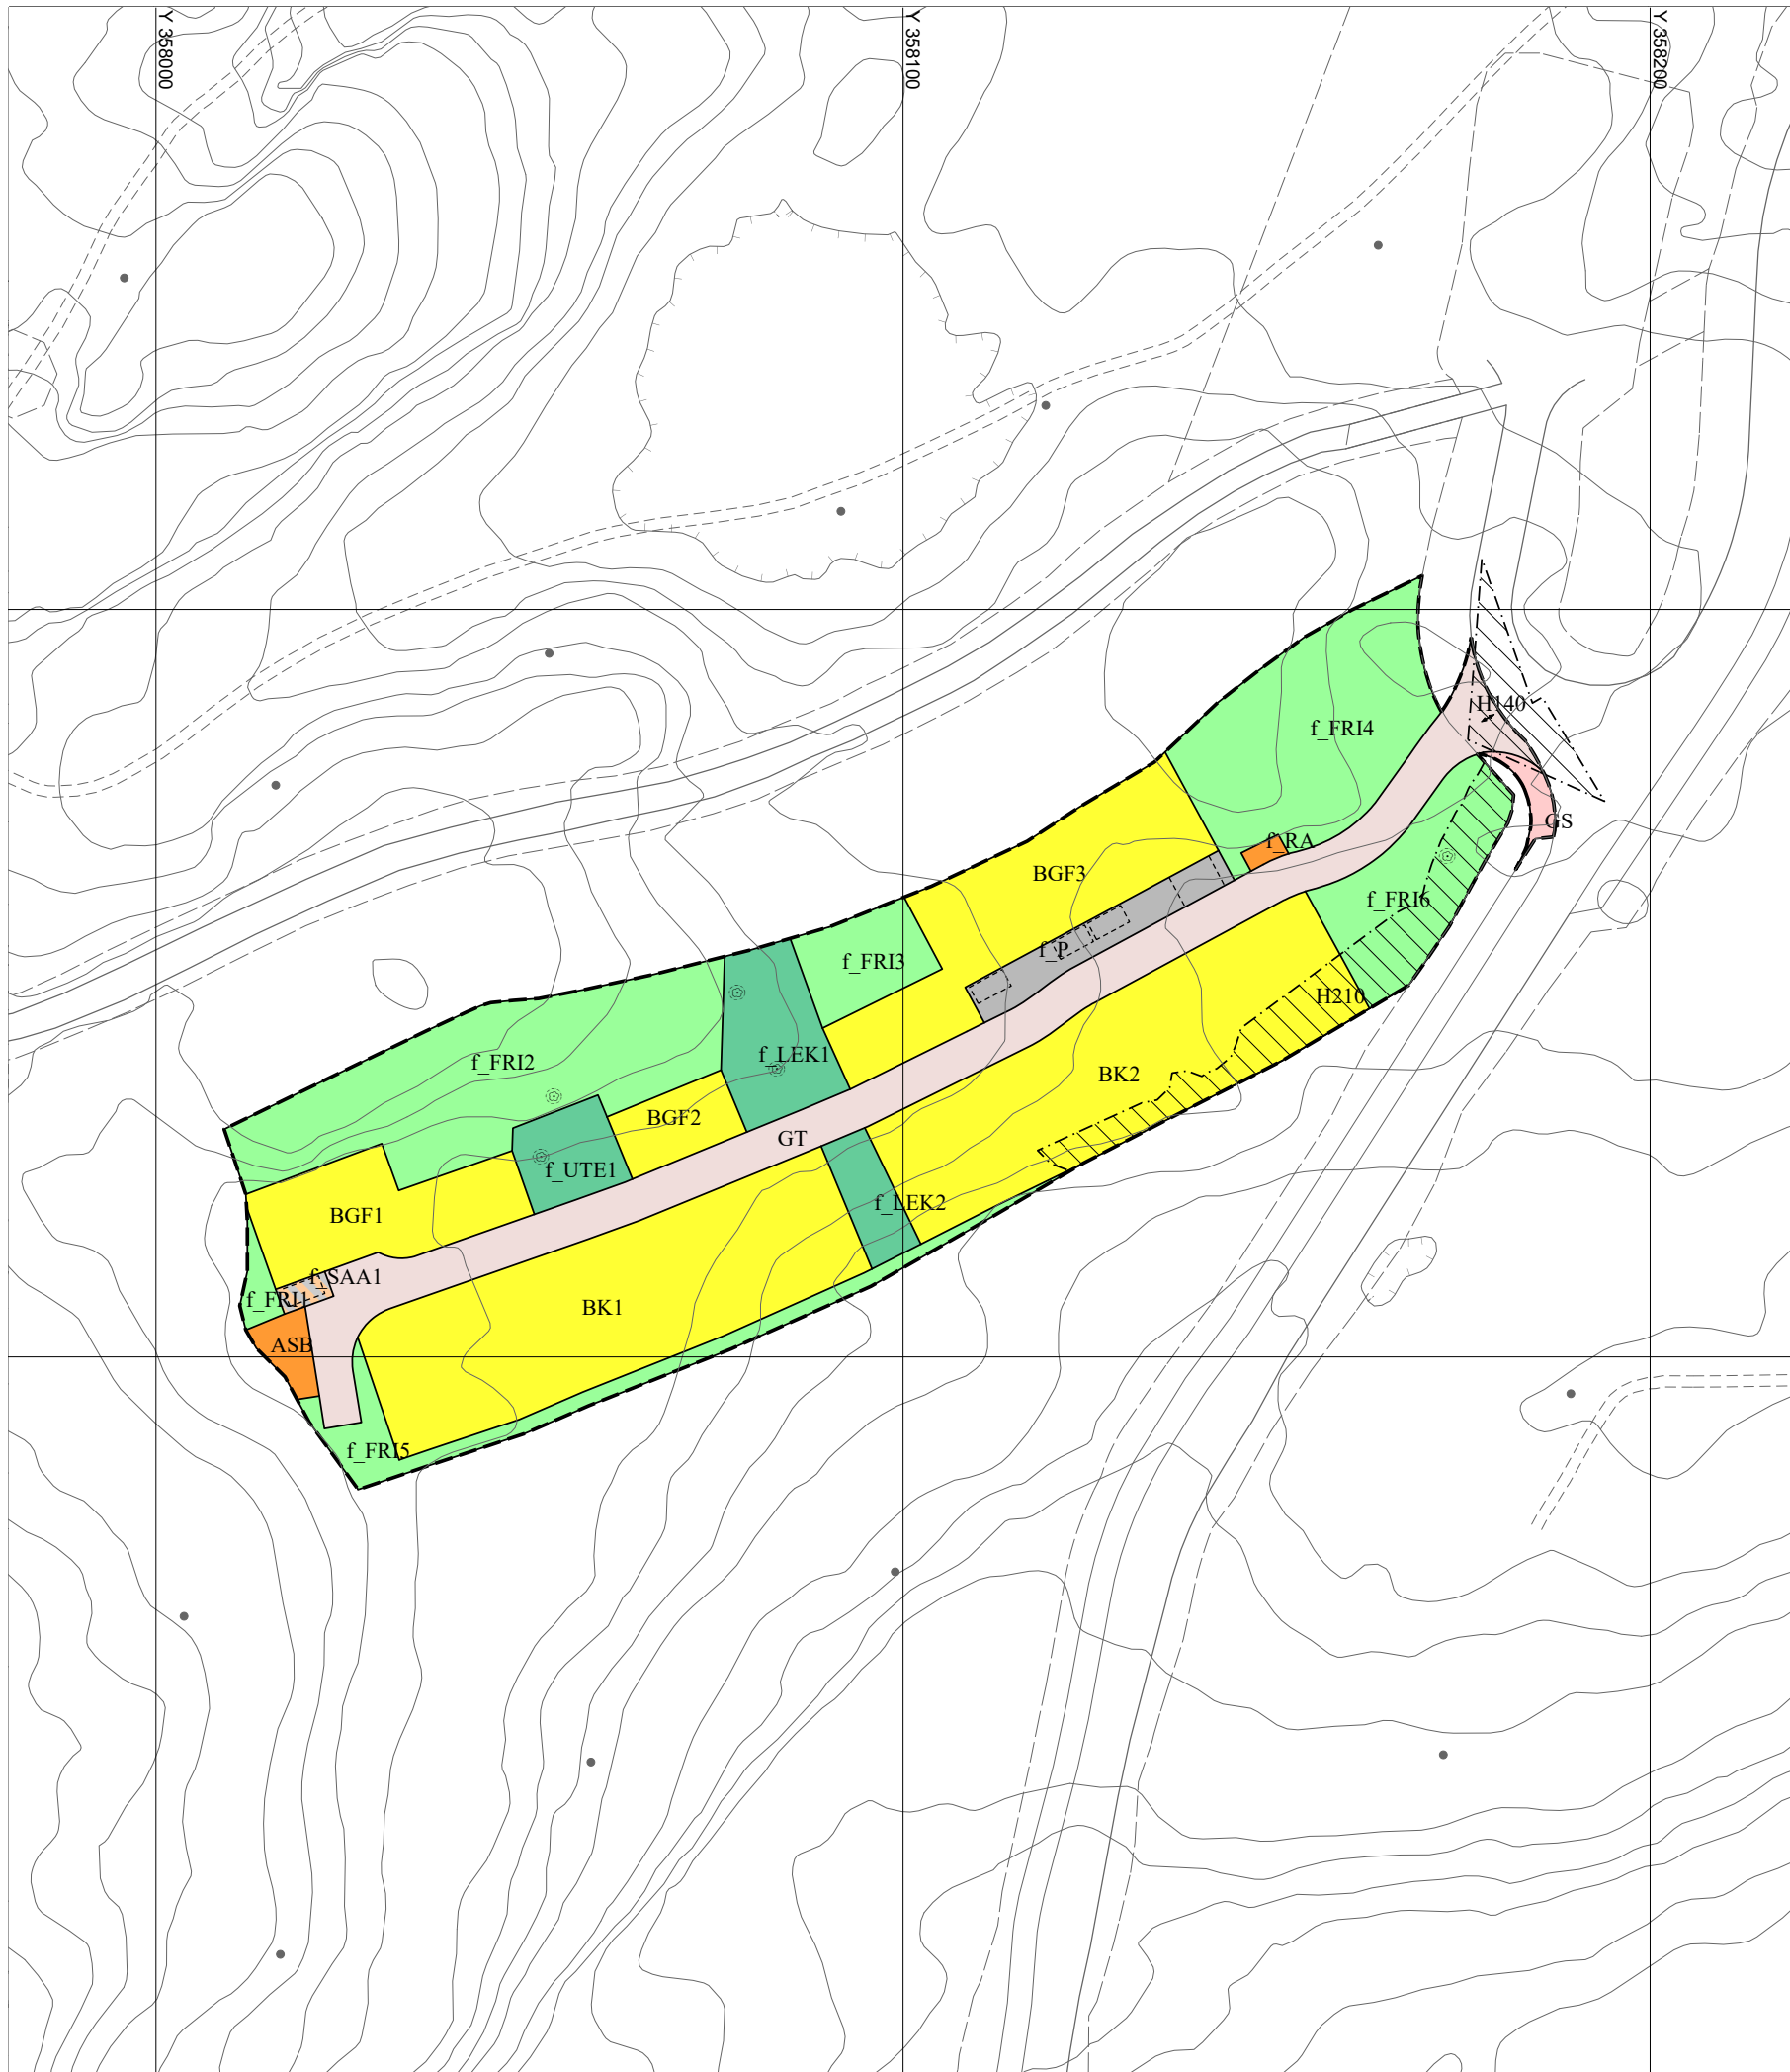 Y 358000
Y 358100
Y 358200
H140
f_FRI4
GS
f_RA
BGF3
f_FRI6
f_P
f_FRI3
H210
f_LEK1
f_FRI2
BK2
BGF2
GT
f_UTE1
f_LEK2
BGF1
f_SAA1
f_FRI1
BK1
ASB
f_FRI5